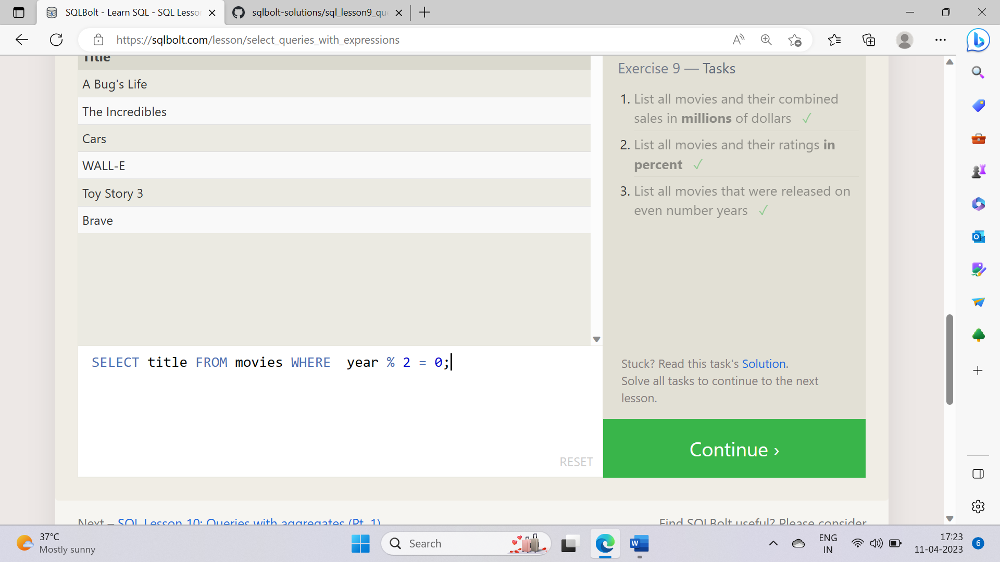 SQLBolt - Learn SQL - SQL Lesso
sqlbolt-solutions/sql_lesson9_qu
https://sqlbolt.com/lesson/select_queries_with_expressions
Title
A Bug's Life
The Incredibles
Cars
WALL-E
Toy Story 3
Brave
SELECT title FROM movies WHERE  year % 2 = 0;
RESET
Exercise 9 — Tasks
1. List all movies and their combined
sales in millions of dollars ✓
2. List all movies and their ratings in
percent ✓
3. List all movies that were released on
even number years ✓
Stuck? Read this task's Solution.
Solve all tasks to continue to the next
lesson.
Continue ›
Next – SQL Lesson 10: Queries with aggregates (Pt. 1)
Find SQLBolt useful? Please consider
37°C
Mostly sunny
Search
ENG
IN
17:23
11-04-2023
6